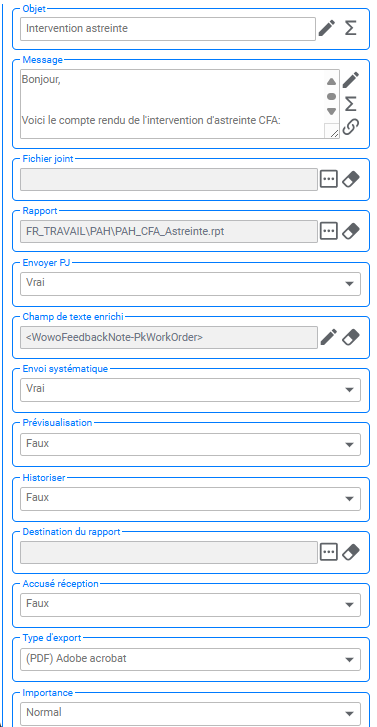 Objet
Intervention astreinte
Message
Bonjour,
Voici le compte rendu de l'intervention d'astreinte CFA:
Fichier joint
Rapport
FR_TRAVAIL\PAH\PAH_CFA_Astreinte.rpt
Envoyer PJ
Vrai
Champ de texte enrichi
<WowoFeedbackNote-PkWorkOrder>
Envoi systématique
Vrai
Prévisualisation
Faux
Historiser
Faux
Destination du rapport
Accusé réception
Faux
Type d'export
(PDF) Adobe acrobat
Importance
Normal